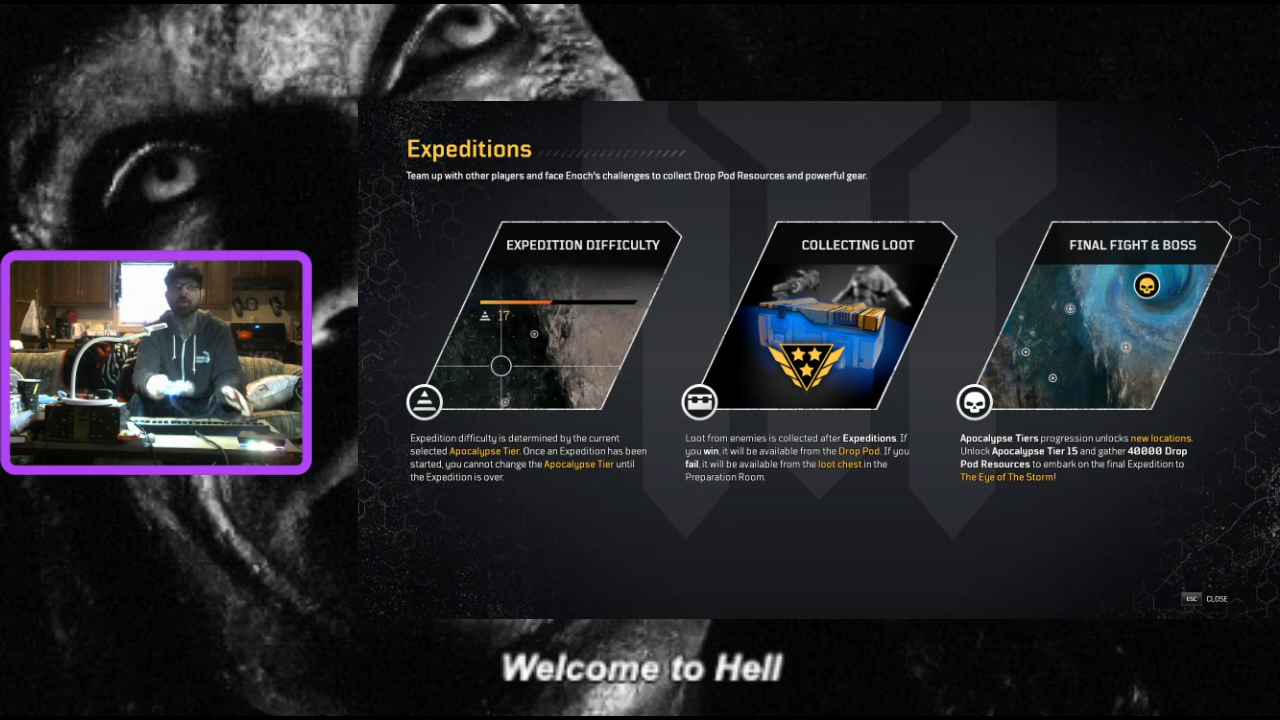 Expeditions
Team up with other players and face Enoch's challenges to collect Drop Pod Resources and powerful gear.
EXPEDITION DIFFICULTY
17
Expedition difficulty is determined by the current
selected Apocalypse Tier. Once an Expedition has been
started, you cannot change the Apocalypse Tier until
the Expedition is over.
COLLECTING LOOT
Loot from enemies is collected after Expeditions. If
you win, it will be available from the Drop Pod. If you
fail, it will be available from the loot chest in the
Preparation Room.
FINAL FIGHT & BOSS
Apocalypse Tiers progression unlocks new locations.
Unlock Apocalypse Tier 15 and gather 40000 Drop
Pod Resources to embark on the final Expedition to
The Eye of The Storm!
ESC CLOSE
Welcome to Hell